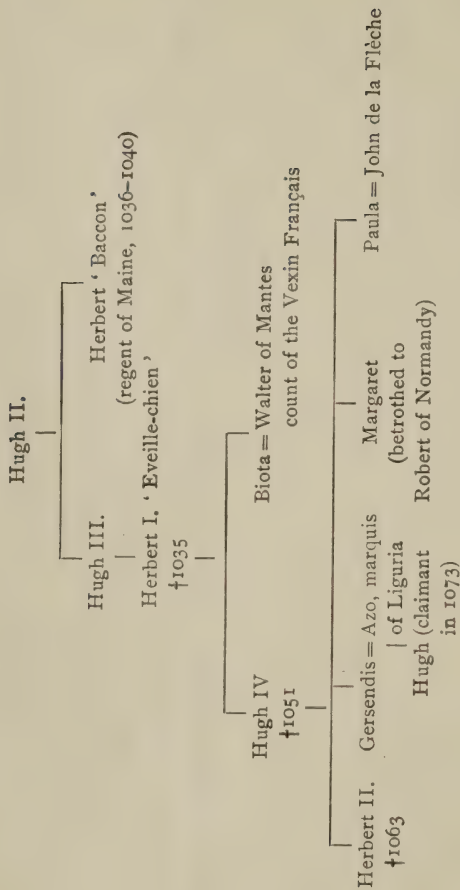 Hugh II.
Hugh III.
Herbert ‘ Baccon ’
(regent of Maine, 1036–1040)
Herbert I. ‘ Eveille-chien ’
†1035
Hugh IV
†1051
Biota = Walter of Mantes
count of the Vexin Français
Herbert II.
†1063
Gersendis = Azo, marquis
of Liguria
Hugh (claimant
in 1073)
Margaret
(betrothed to
Robert of Normandy)
Paula = John de la Flèche